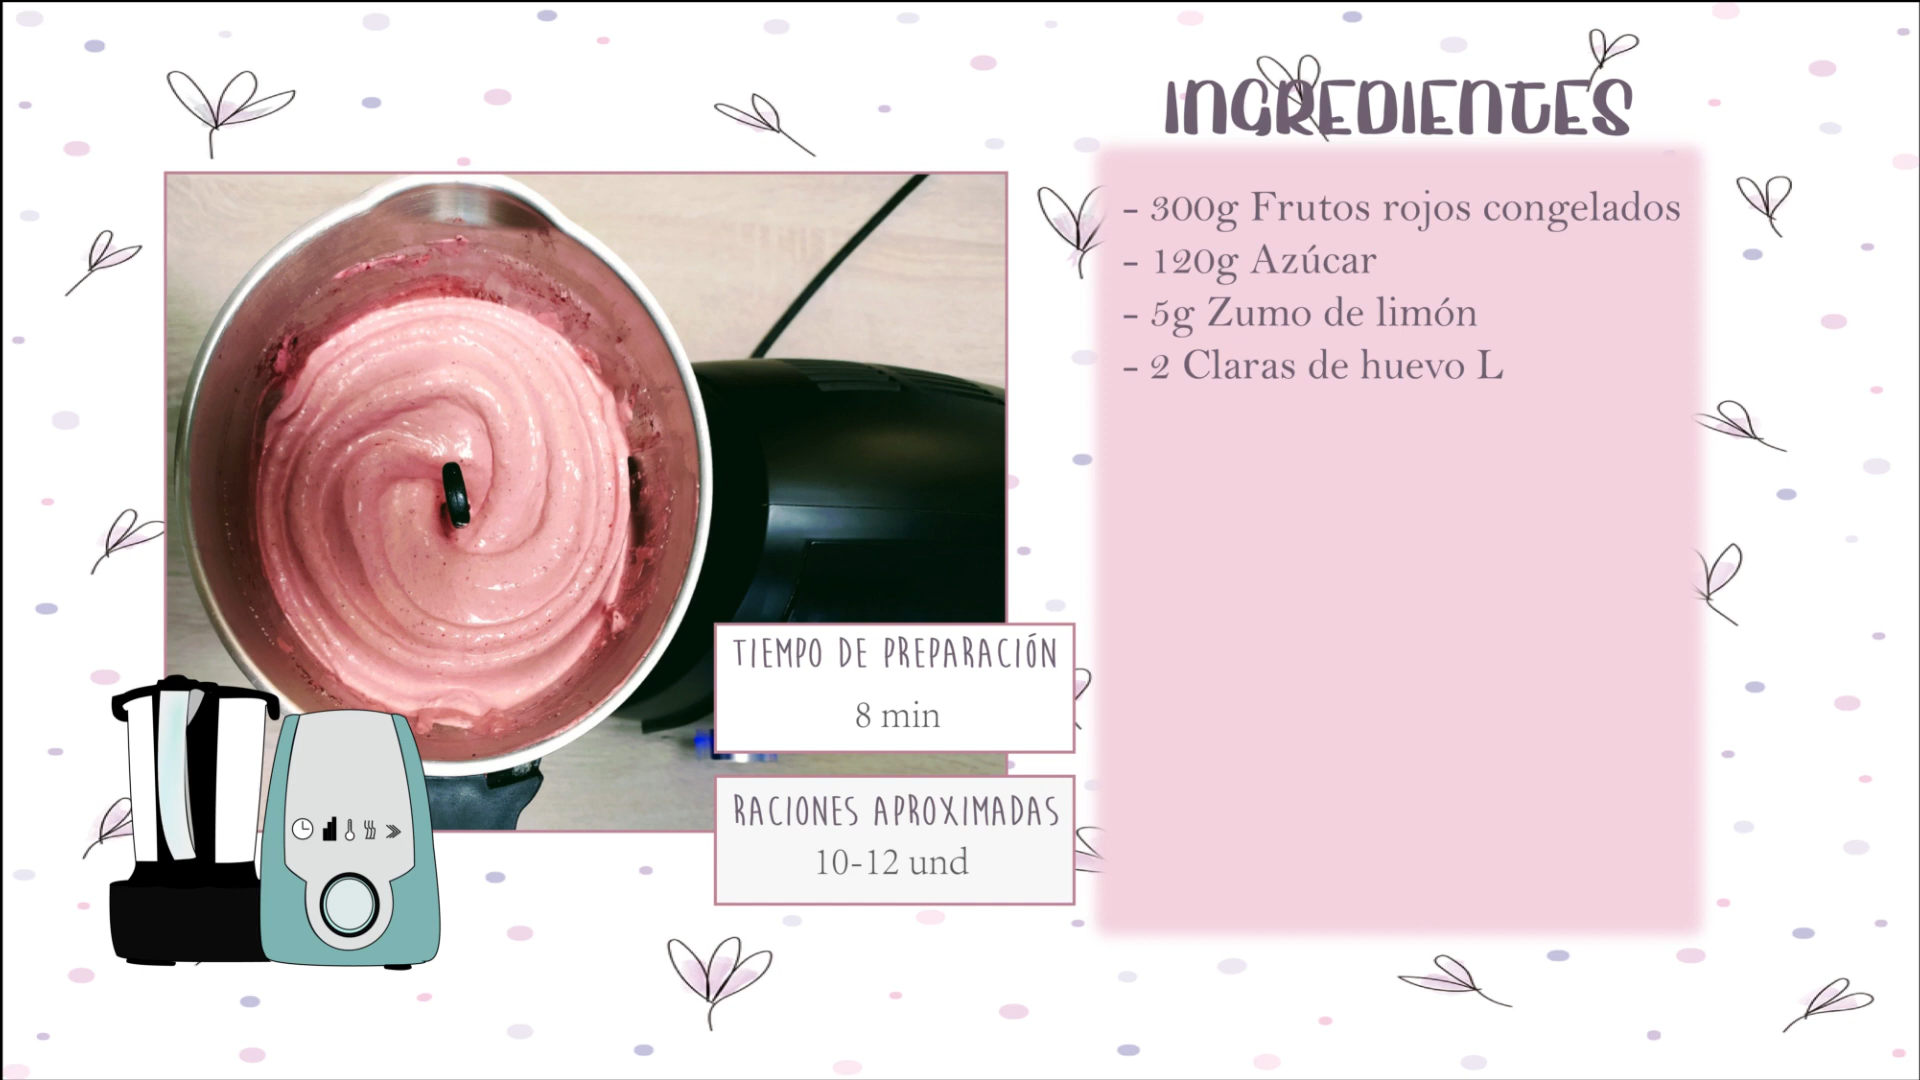 INGREDIENTES
- 300g Frutos rojos congelados
- 120g Azúcar
- 5g Zumo de limón
- 2 Claras de huevo L
TIEMPO DE PREPARACIÓN
8 min
RACIONES APROXIMADAS
10-12 und